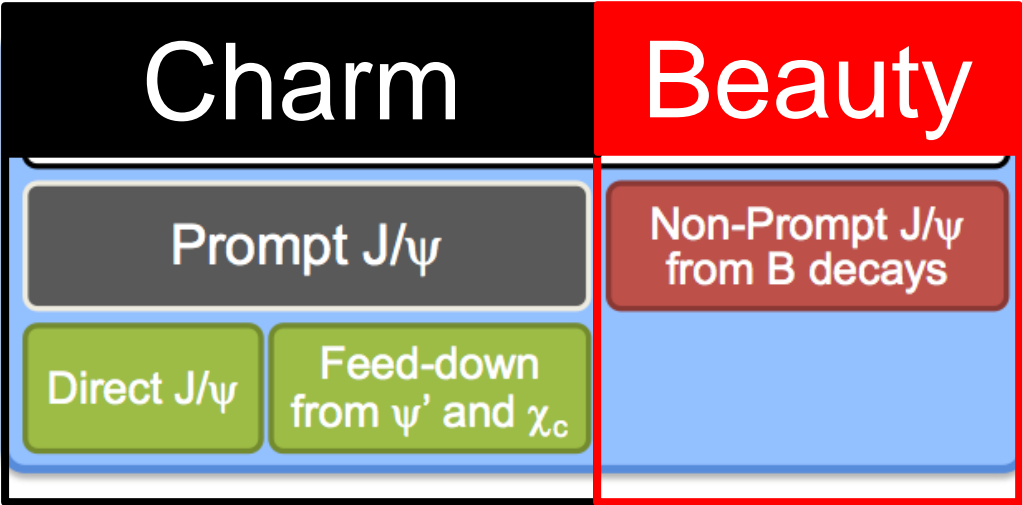 Charm
Beauty
Prompt J/ψ
Non-Prompt J/ψ
from B decays
Direct J/ψ
Feed-down
from ψ’ and χc